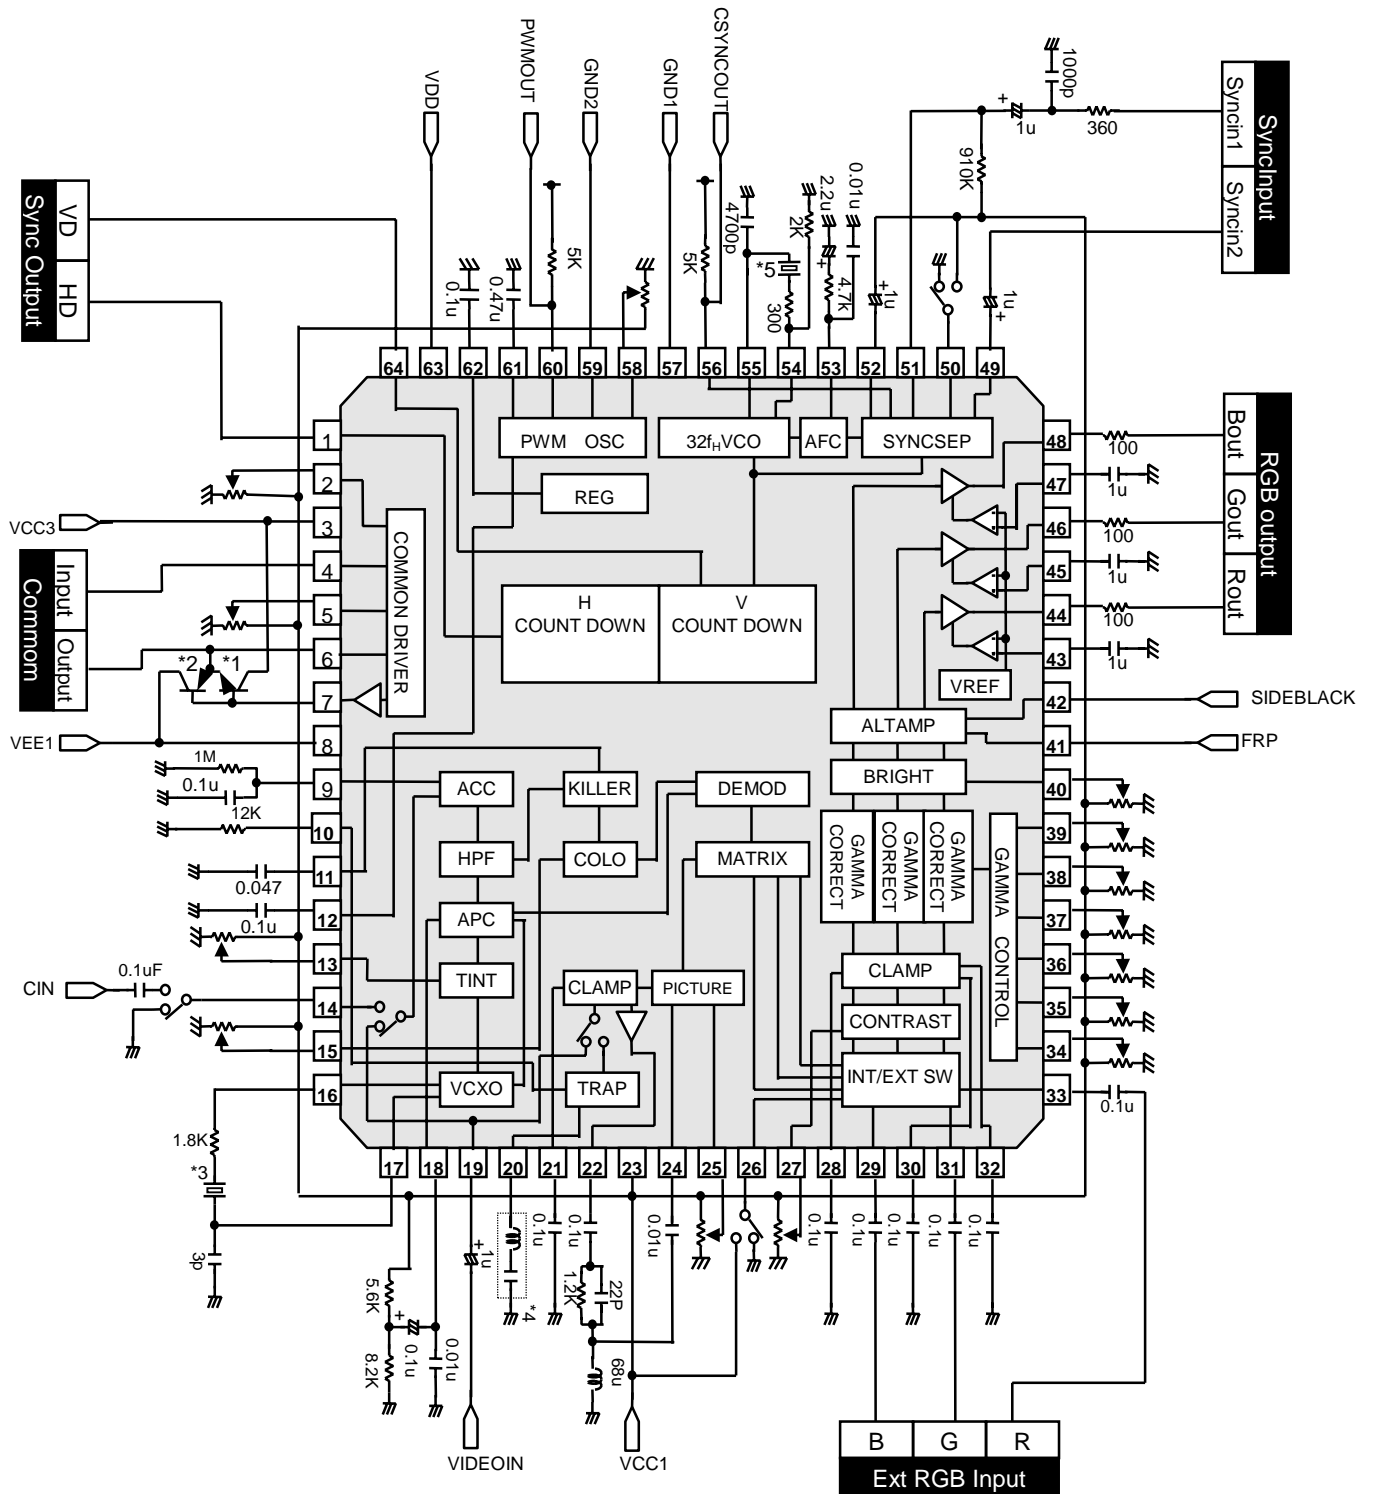 CSYNCOUT
PWMOUT
GND2
GND1
VDD
1000p
360
1u
+
910K
SyncInput
Syncin1
Syncin2
Sync Output
VD
HD
0.1u
0.47u
5K
5K
4700p
*5
300
2K
2.2u
0.01u
+
4.7k
+
1u
1u
+
64 63 62 61 60 59 58 57 56 55 54 53 52 51 50 49
PWM OSC
32fHVCO
AFC
SYNCSEP
REG
H
COUNT DOWN
V
COUNT DOWN
COMMON DRIVER
VREF
ALTAMP
BRIGHT
GAMMA CORRECT
GAMMA CORRECT
GAMMA CORRECT
GAMMA CONTROL
ACC
KILLER
DEMOD
HPF
COLO
MATRIX
APC
TINT
CLAMP
PICTURE
CLAMP
CONTRAST
INT/EXT SW
VCXO
TRAP
1
2
3
4
5
6
7
8
9
10
11
12
13
14
15
16
VCC3
Commom
Input
Output
*2
*1
VEE1
1M
0.1u
12K
0.047
0.1u
CIN
0.1uF
1.8K
*3
3p
48
47
46
45
44
43
42
41
40
39
38
37
36
35
34
33
100
1u
100
1u
100
1u
RGB output
Bout
Gout
Rout
SIDEBLACK
FRP
0.1u
17 18 19 20 21 22 23 24 25 26 27 28 29 30 31 32
5.6K
8.2K
+
0.1u
0.01u
+
1u
*4
0.1u
0.1u
1.2K
22P
68u
0.01u
0.1u
0.1u
0.1u
0.1u
0.1u
VIDEOIN
VCC1
B G R
Ext RGB Input